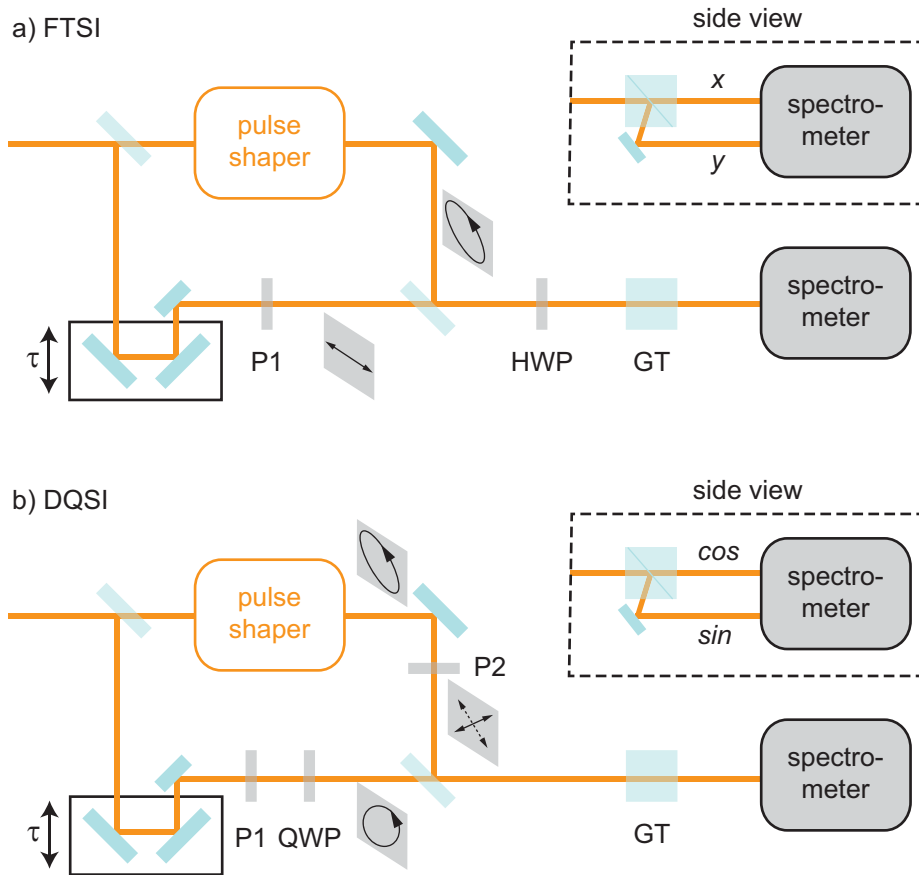 a) FTSI
side view
x
y
spectro-
meter
pulse
shaper
spectro-
meter
τ
P1
HWP
GT
b) DQSI
side view
cos
sin
spectro-
meter
pulse
shaper
P2
spectro-
meter
τ
P1
QWP
GT